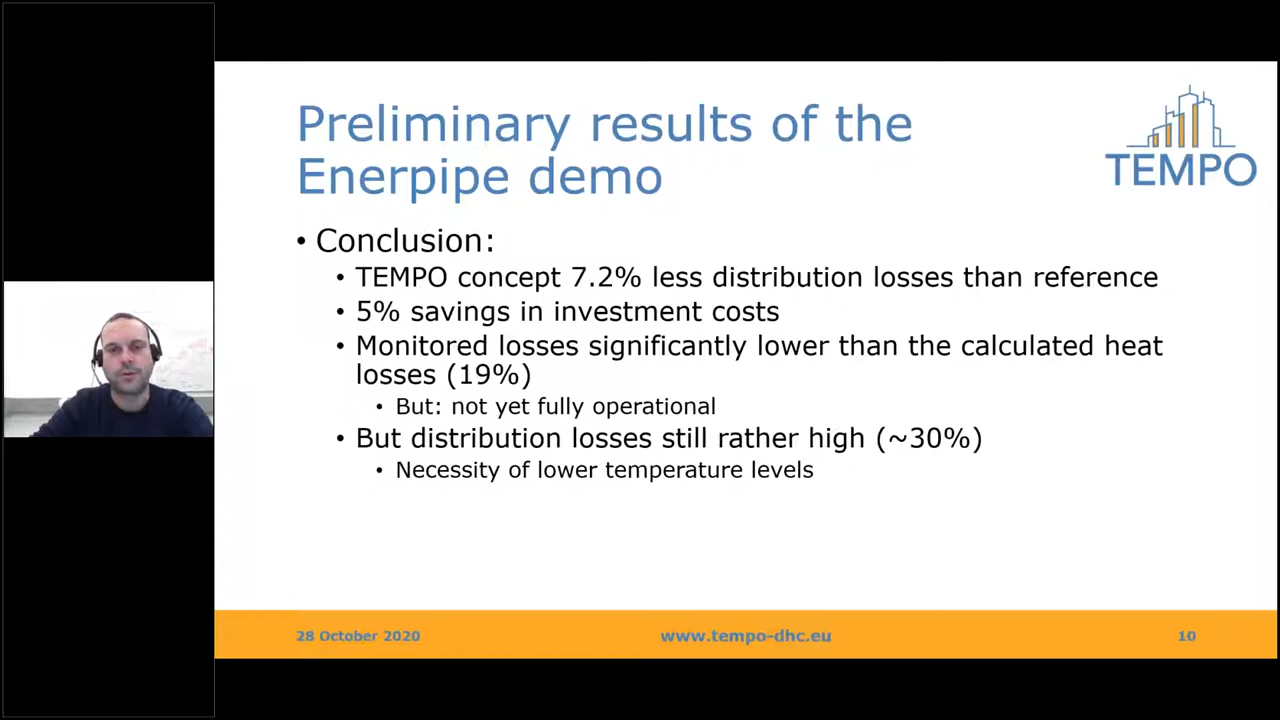 Preliminary results of the
Enerpipe demo
TEMPO
• Conclusion:
• TEMPO concept 7.2% less distribution losses than reference
• 5% savings in investment costs
• Monitored losses significantly lower than the calculated heat
losses (19%)
• But: not yet fully operational
• But distribution losses still rather high (~30%)
• Necessity of lower temperature levels
28 October 2020
www.tempo-dhc.eu
10